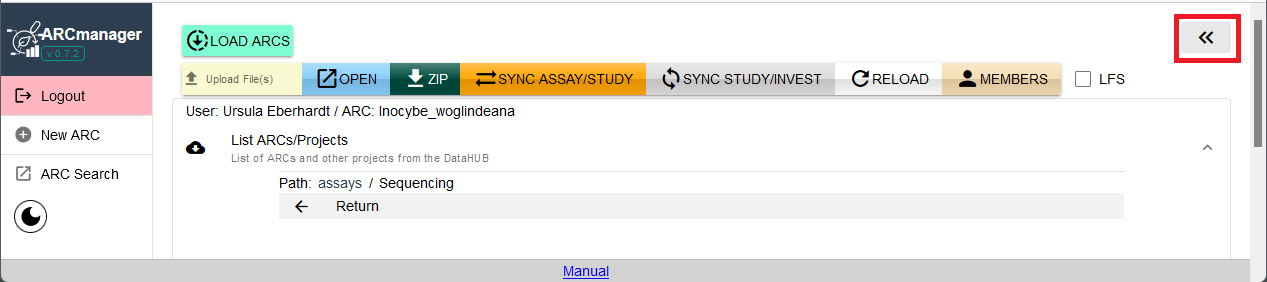 ARCmanager
v 0.7.2
LOAD ARCS
Upload File(s) OPEN ZIP SYNC ASSAY/STUDY SYNC STUDY/INVEST RELOAD MEMBERS LFS
Logout
New ARC
ARC Search
User: Ursula Eberhardt / ARC: Inocybe_woglindeana
List ARCs/Projects
List of ARCs and other projects from the DataHUB
Path: assays / Sequencing
Return
Manual